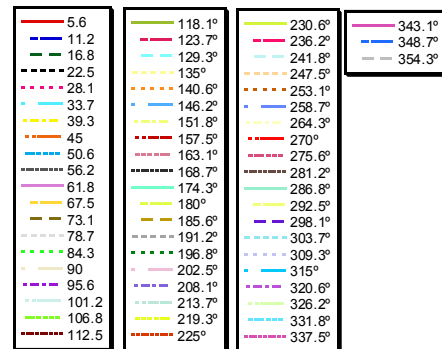 5.6
11.2
16.8
22.5
28.1
33.7
39.3
45
50.6
56.2
61.8
67.5
73.1
78.7
84.3
90
95.6
101.2
106.8
112.5
118.1º
123.7º
129.3º
135º
140.6º
146.2º
151.8º
157.5º
163.1º
168.7º
174.3º
180º
185.6º
191.2º
196.8º
202.5º
208.1º
213.7º
219.3º
225º
230.6º
236.2º
241.8º
247.5º
253.1º
258.7º
264.3º
270º
275.6º
281.2º
286.8º
292.5º
298.1º
303.7º
309.3º
315º
320.6º
326.2º
331.8º
337.5º
343.1º
348.7º
354.3º